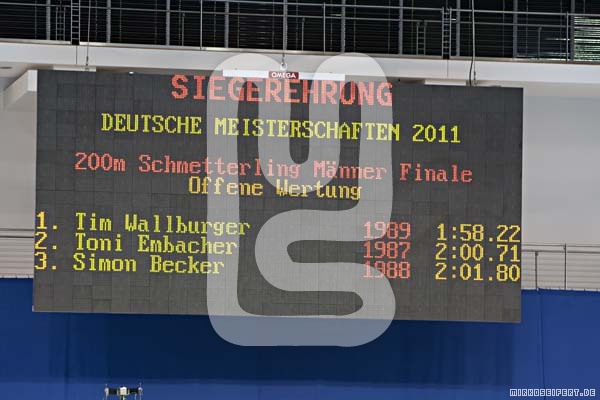 OMEGA
SIEGEREHRUNG
DEUTSCHE MEISTERSCHAFTEN 2011
200m Schmetterling Männer Finale
Offene Wertung
1. Tim Wallburger 1989 1:58.22
2. Toni Embacher 1987 2:00.71
3. Simon Becker 1988 2:01.80
MIRKOSEIFERT.DE